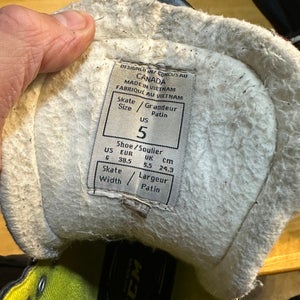 CANADA
MADE IN VIETNAM
FABRIQUÉ AU VIETNAM
Skate / Grandeur
Size / Patin
US
5
Shoe/Soulier
US EUR UK cm
6 38.5 5.5 24.3
Skate / Largeur
Width / Patin
CCM